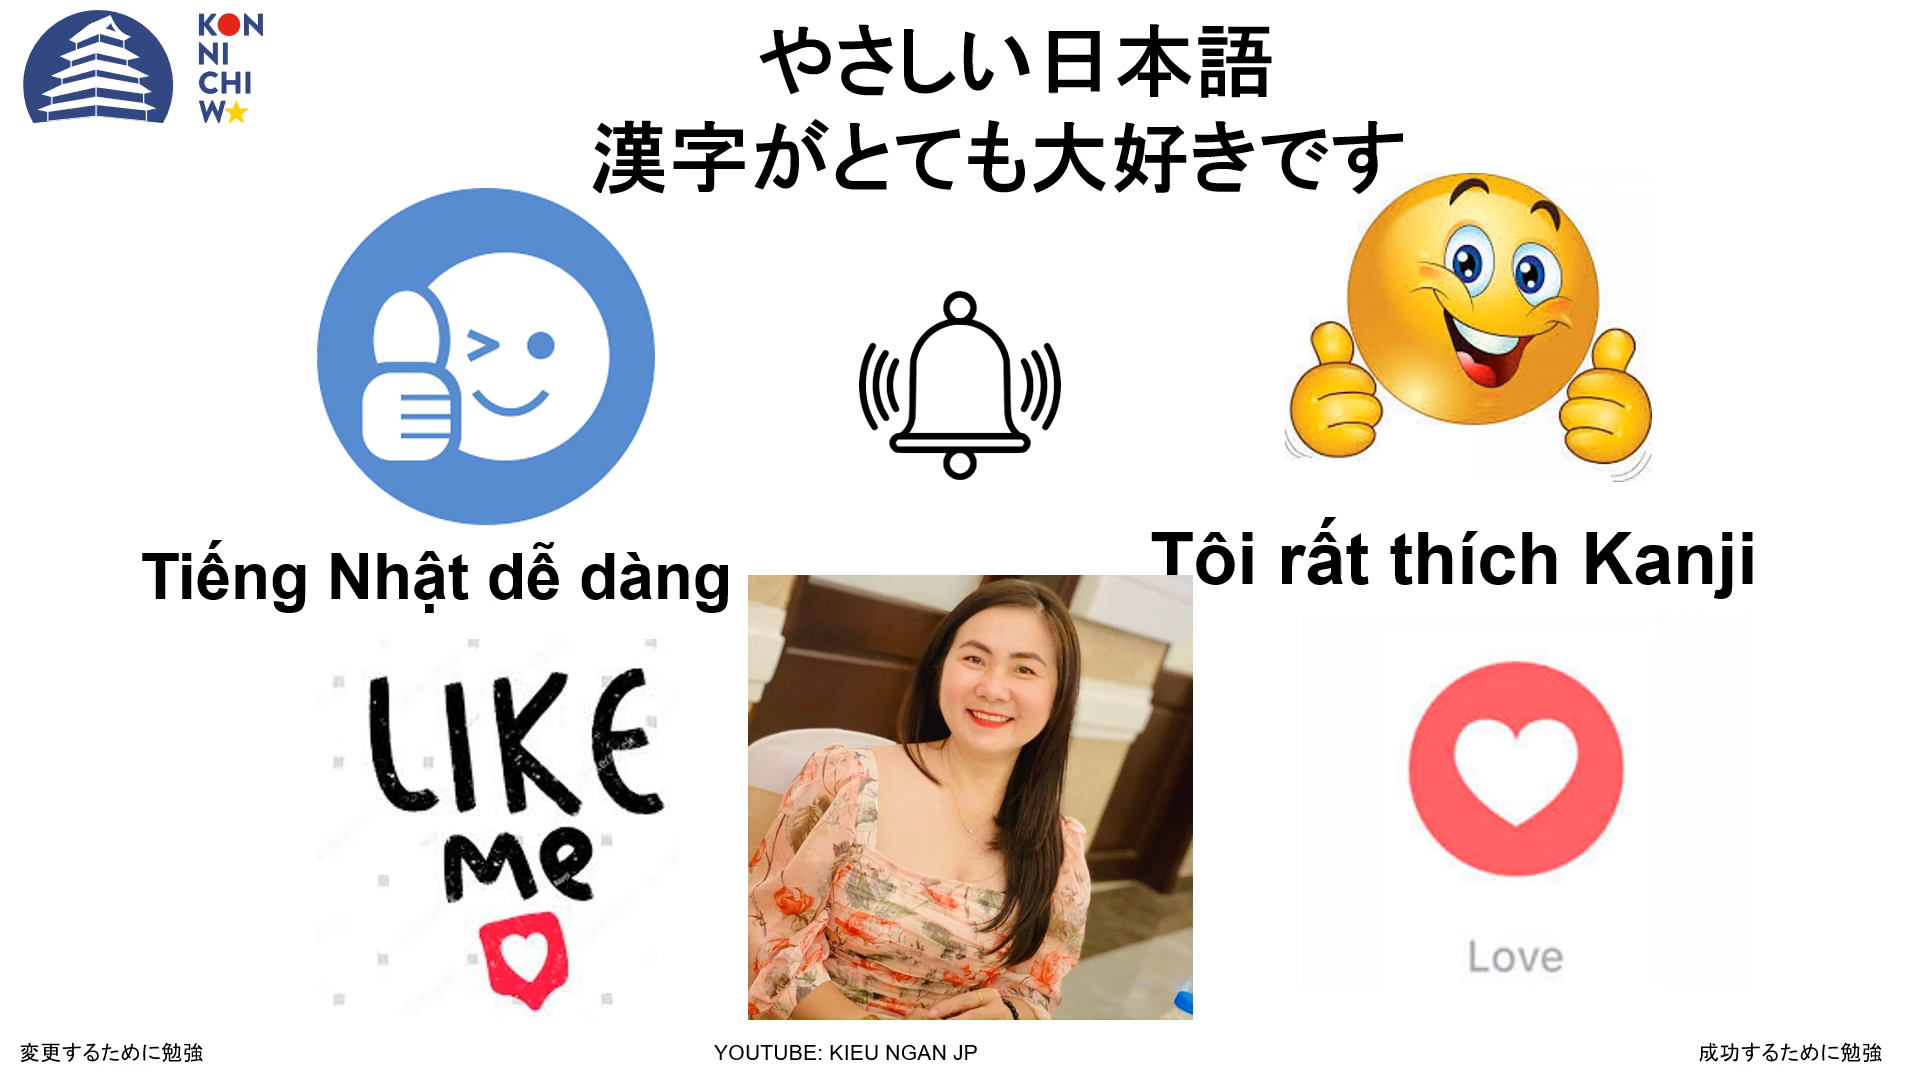 KON
NI
CHI
W
やさしい日本語
漢字がとても大好きです
Tiếng Nhật dễ dàng
Tôi rất thích Kanji
LIKE
me
Love
変更するために勉強
YOUTUBE: KIEU NGAN JP
成功するために勉強